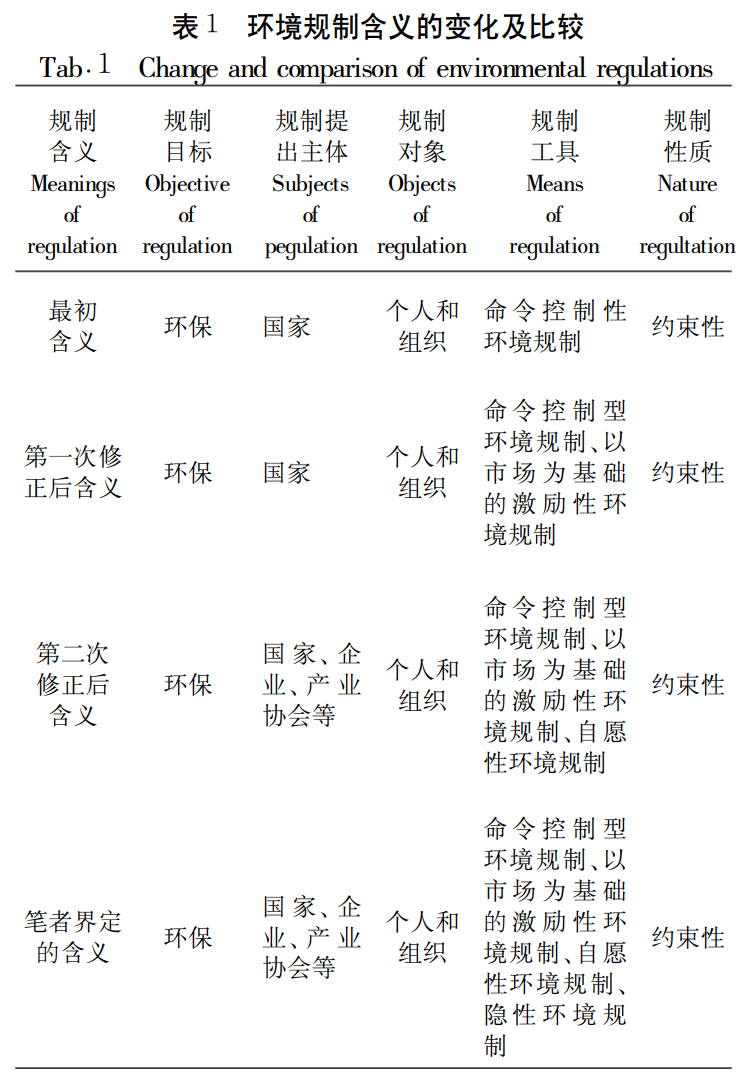 表1 环境规制含义的变化及比较
Tab.1 Change and comparison of environmental regulations
规制 规制 规制提 规制 规制 规制
含义 目标 出主体 对象 工具 性质
Meanings Objective Subjects Objects Means Nature
of of of of of of
regulation regulation pegulation regulation regulation regultation
最初
含义
环保
国家
个人和
组织
命令控制性
环境规制
约束性
第一次修
正后含义
环保
国家
个人和
组织
命令控制型
环境规制、以
市场为基础
的激励性环
境规制
约束性
第二次
修正后
含义
环保
国家、企
业、产业
协会等
个人和
组织
命令控制型
环境规制、以
市场为基础
的激励性环
境规制、自愿
性环境规制
约束性
笔者界定
的含义
环保
国家、企
业、产业
协会等
个人和
组织
命令控制型
环境规制、以
市场为基础
的激励性环
境规制、自愿
性环境规制、
隐性环境规
制
约束性